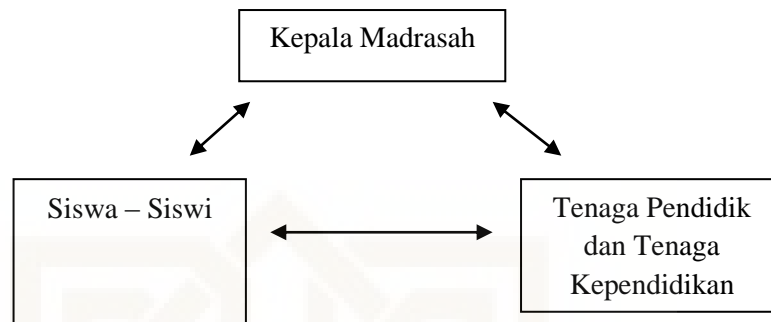 Kepala Madrasah
Siswa – Siswi
Tenaga Pendidik
dan Tenaga
Kependidikan